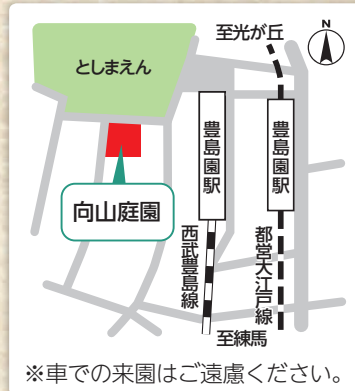 至光が丘
N
としまえん
豊島園駅
豊島園駅
向山庭園
西武豊島線
都営大江戸線
至練馬
※車での来園はご遠慮ください。